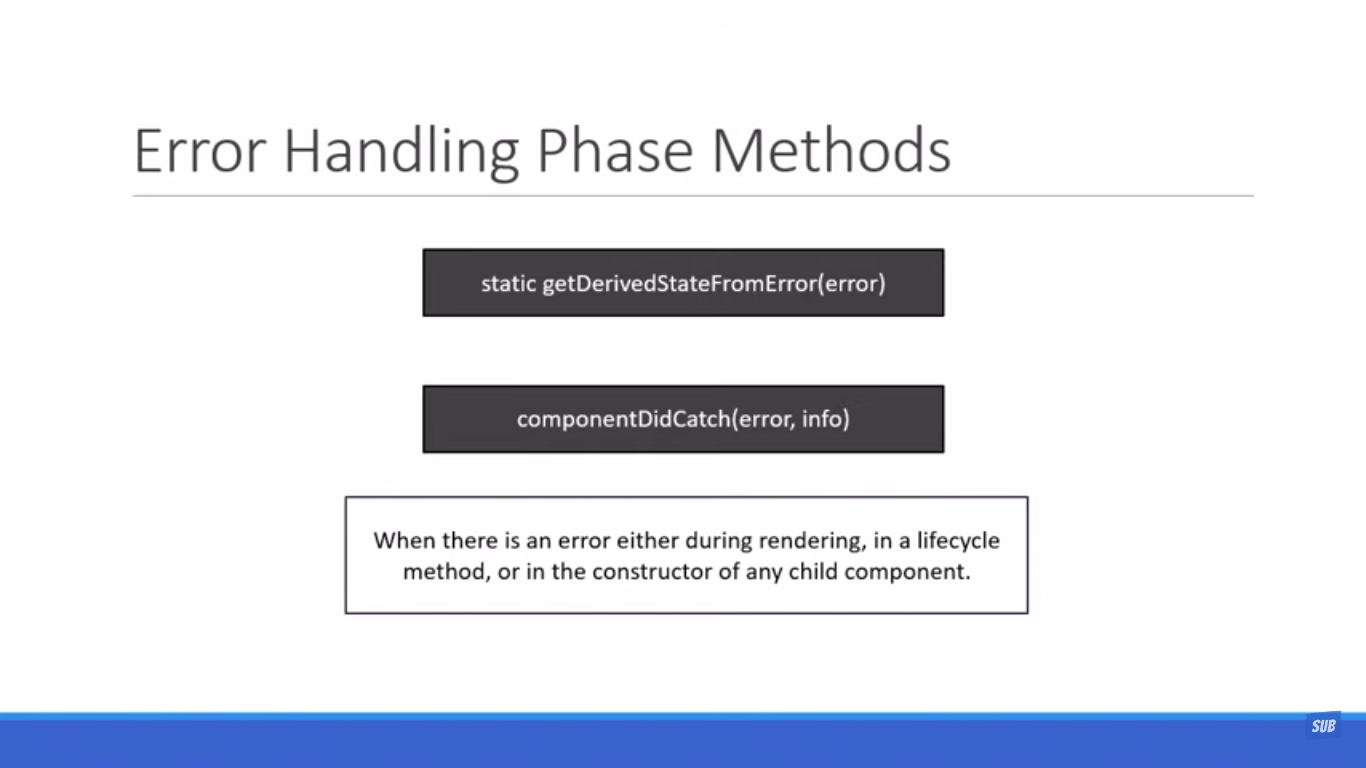 Error Handling Phase Methods
static getDerivedStateFromError(error)
componentDidCatch(error, info)
When there is an error either during rendering, in a lifecycle
method, or in the constructor of any child component.
SUB